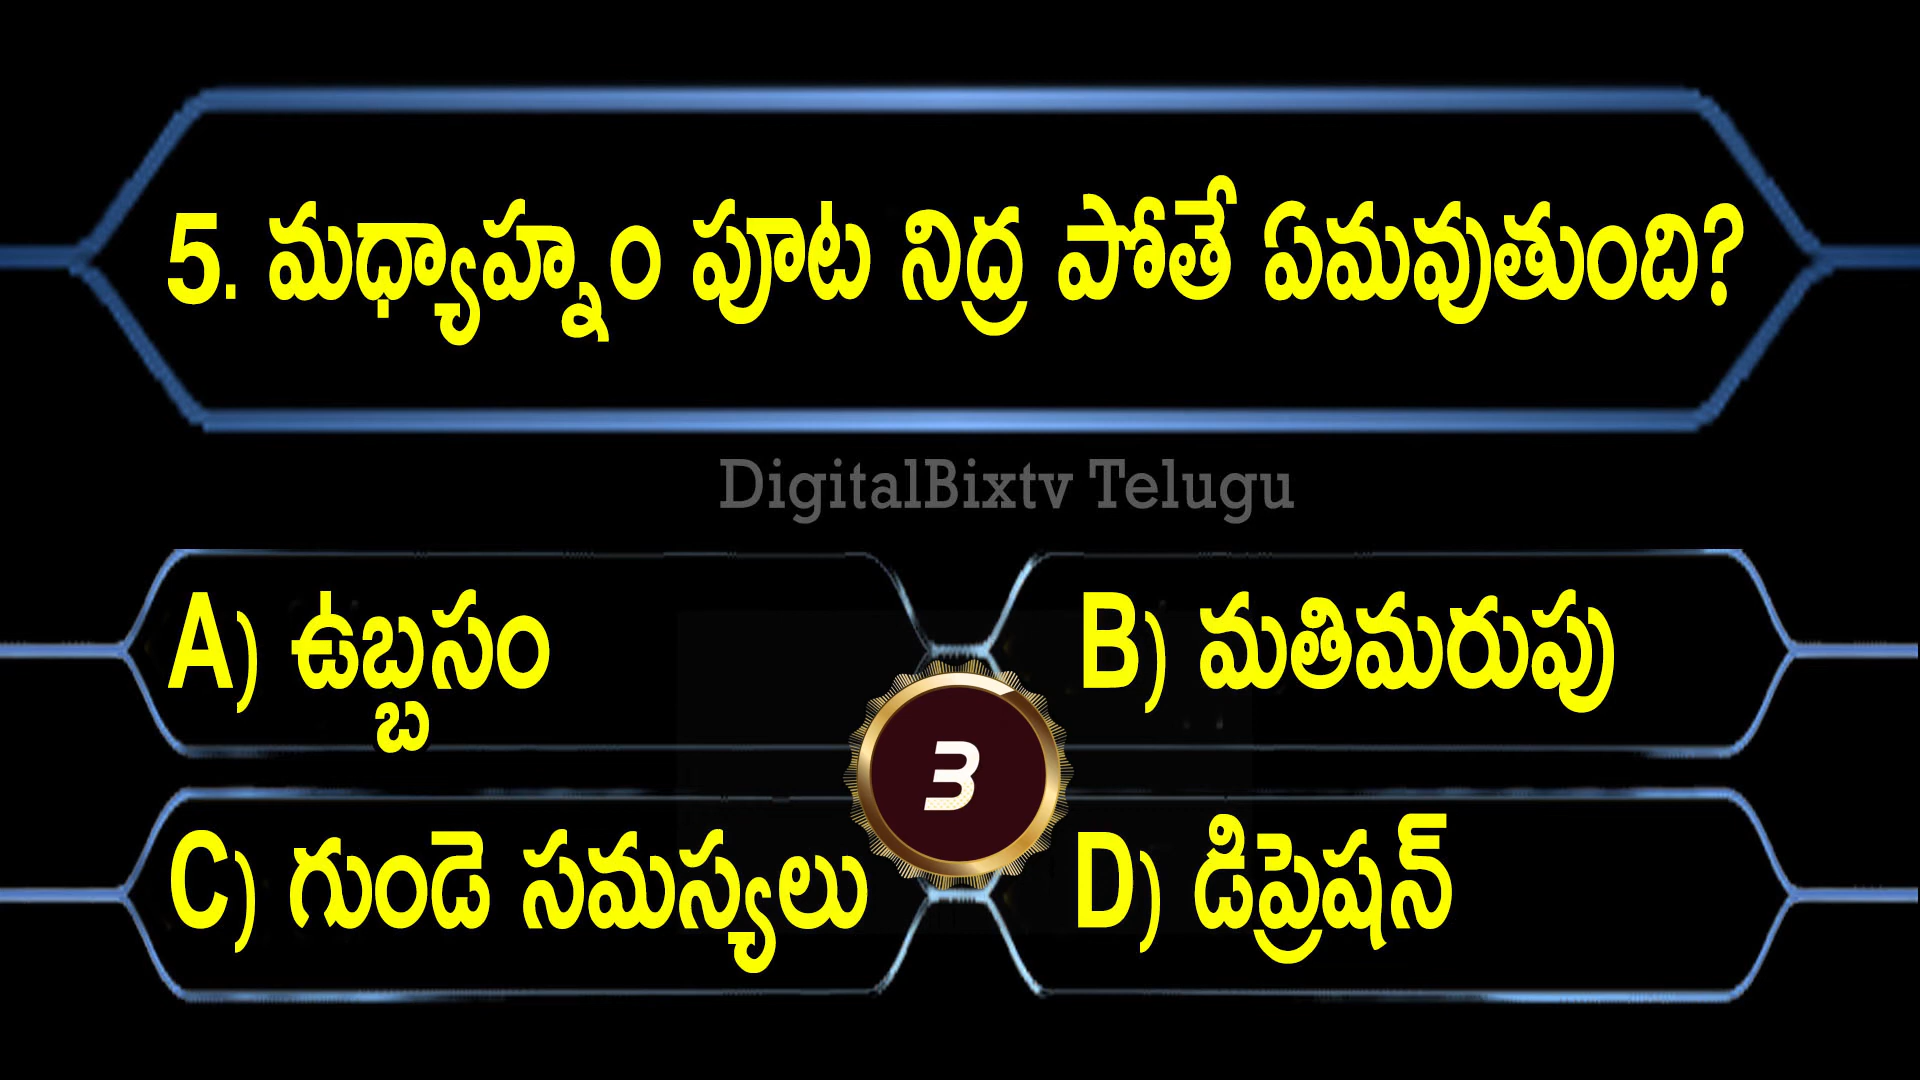 5. మధ్యాహ్నం పూట నిద్ర పోతే ఏమవుతుంది?
DigitalBixtv Telugu
A) ఉబ్బసం
B) మతిమరుపు
3
C) గుండె సమస్యలు
D) డిప్రెషన్